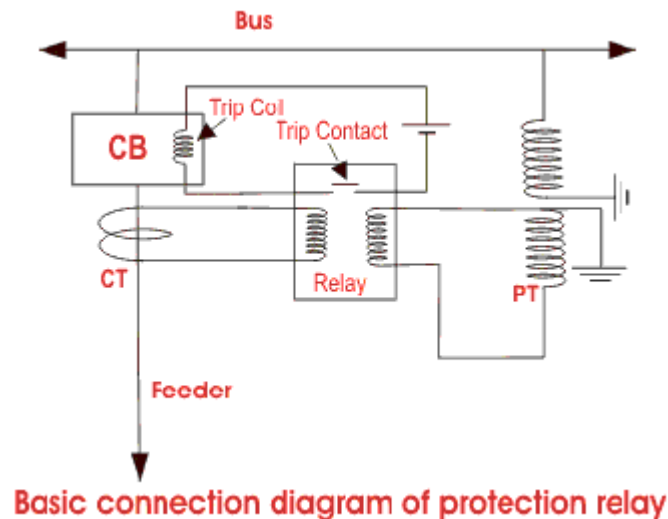 Bus
Trip Coil
Trip Contact
CB
CT
Relay
PT
Feeder
Basic connection diagram of protection relay